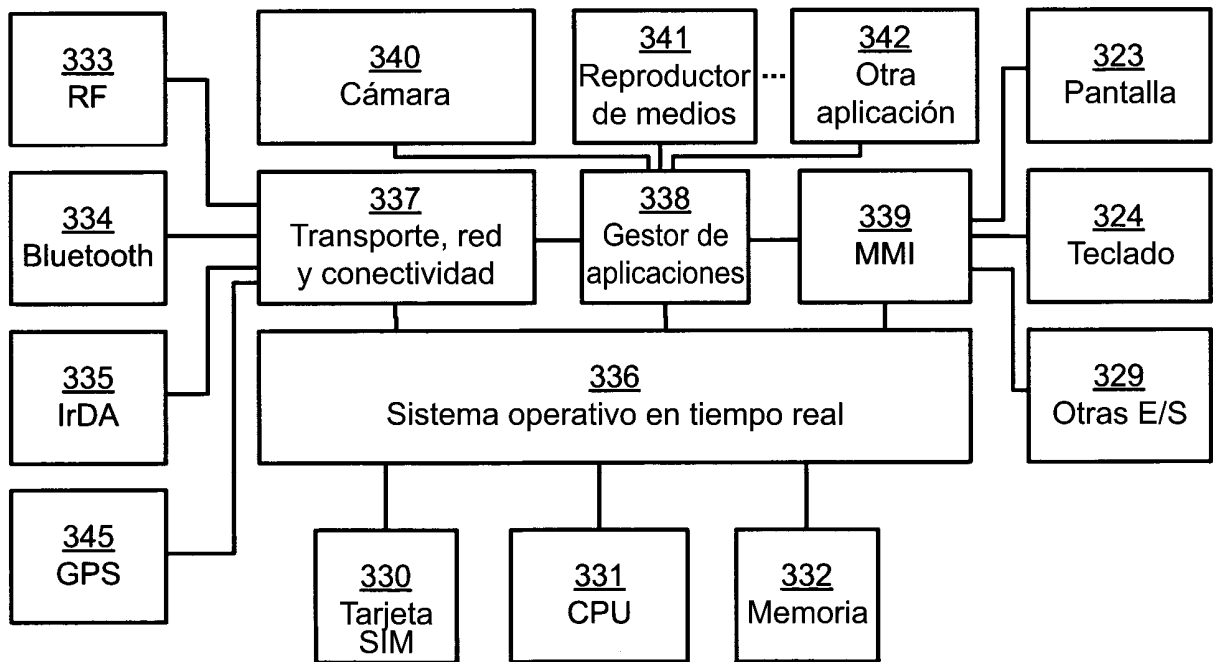 333
RF
340
Cámara
341
Reproductor
de medios
...
342
Otra
aplicación
323
Pantalla
334
Bluetooth
337
Transporte, red
y conectividad
338
Gestor de
aplicaciones
339
MMI
324
Teclado
335
IrDA
336
Sistema operativo en tiempo real
329
Otras E/S
345
GPS
330
Tarjeta
SIM
331
CPU
332
Memoria